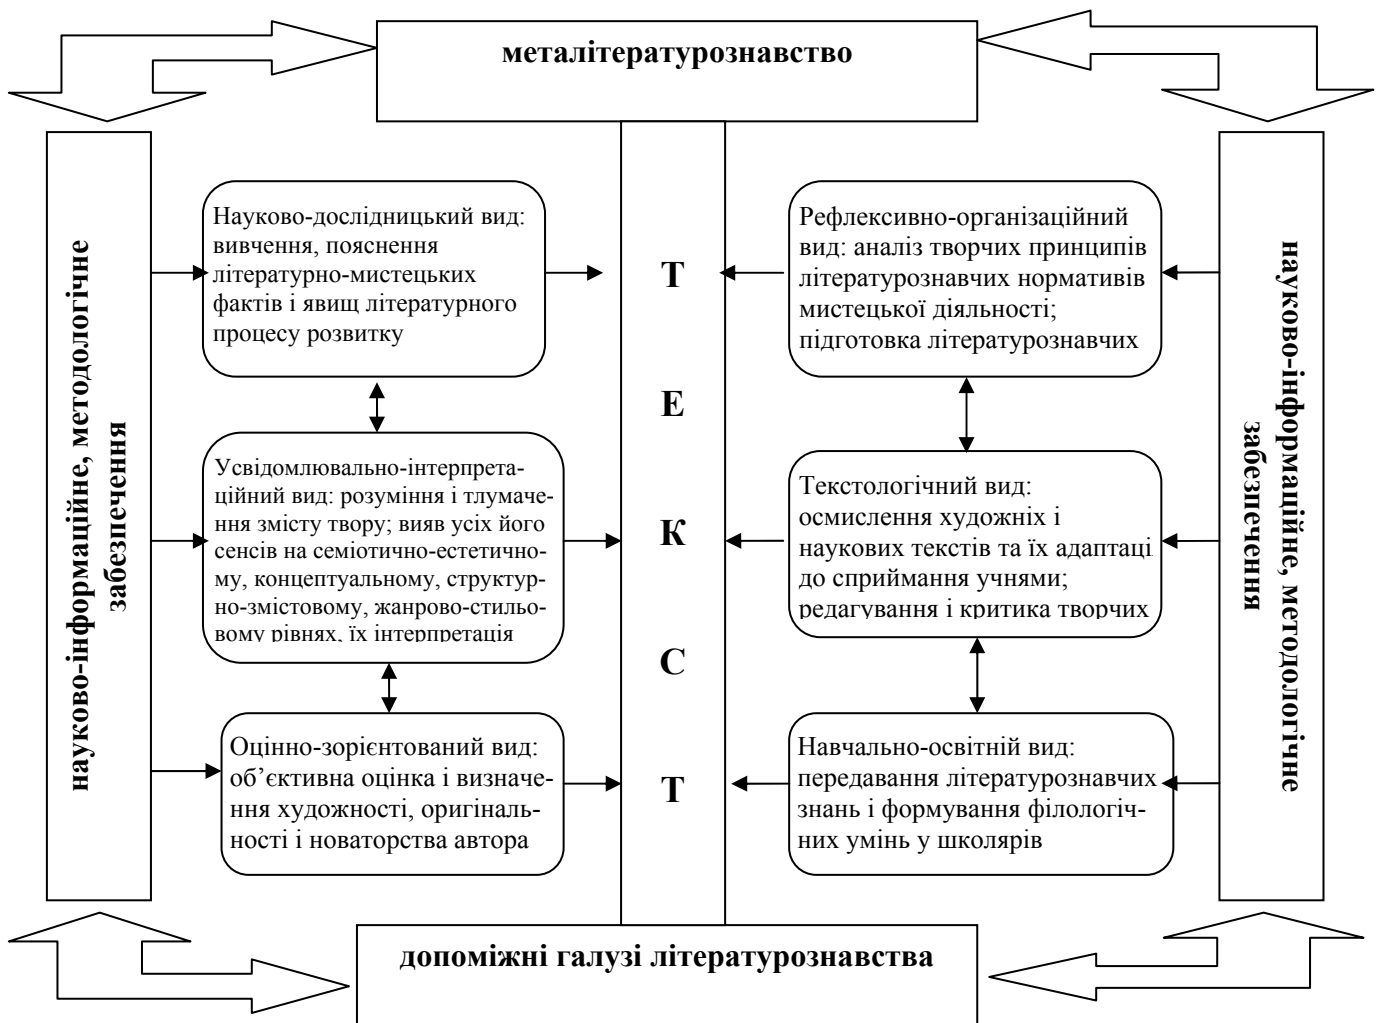 металітературознавство
науково-інформаційне, методологічне
забезпечення
Науково-дослідницький вид:
вивчення, пояснення
літературно-мистецьких
фактів і явищ літературного
процесу розвитку
Усвідомлювально-інтерпрета-
ційний вид: розуміння і тлумаче-
ння змісту твору; вияв усіх його
сенсів на семіотично-естетично-
му, концептуальному, структур-
но-змістовому, жанрово-стильо-
вому рівнях, їх інтерпретація
Оцінно-зорієнтований вид:
об’єктивна оцінка і визначе-
ння художності, оригіналь-
ності і новаторства автора
Т
Е
К
С
Т
Рефлексивно-організаційний
вид: аналіз творчих принципів
літературознавчих нормативів
мистецької діяльності;
підготовка літературознавчих
Текстологічний вид:
осмислення художніх і
наукових текстів та їх адаптаці
до сприймання учнями;
редагування і критика творчих
Навчально-освітній вид:
передавання літературознавчих
знань і формування філологіч-
них умінь у школярів
науково-інформаційне, методологічне
забезпечення
допоміжні галузі літературознавства